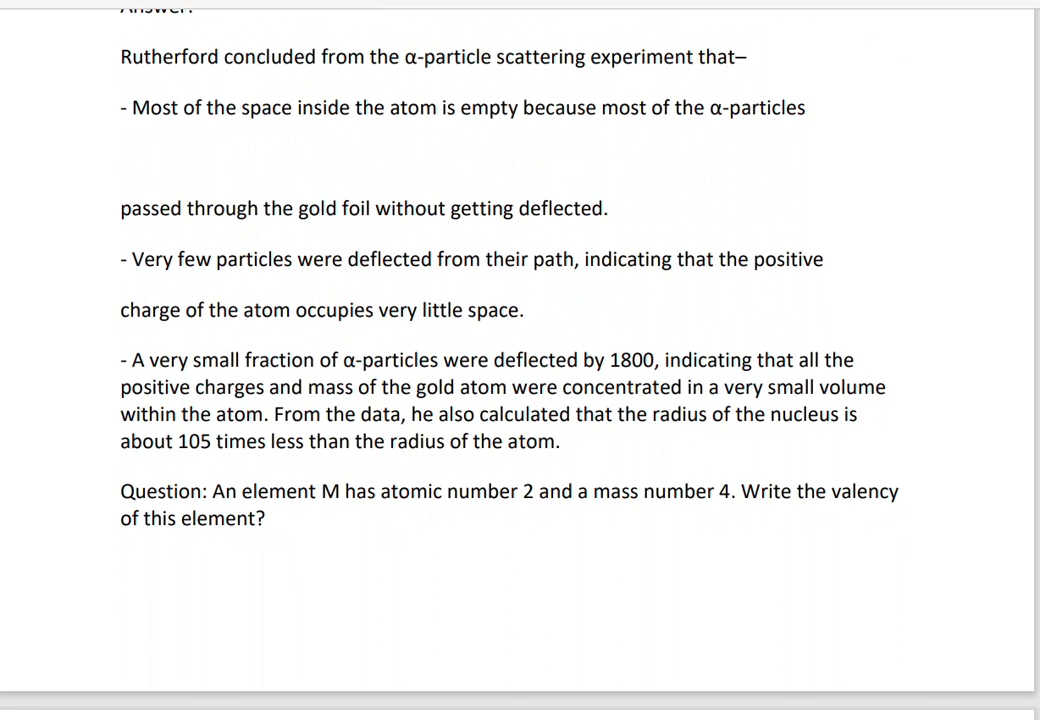 Rutherford concluded from the α-particle scattering experiment that–
- Most of the space inside the atom is empty because most of the α-particles
passed through the gold foil without getting deflected.
- Very few particles were deflected from their path, indicating that the positive
charge of the atom occupies very little space.
- A very small fraction of α-particles were deflected by 1800, indicating that all the
positive charges and mass of the gold atom were concentrated in a very small volume
within the atom. From the data, he also calculated that the radius of the nucleus is
about 105 times less than the radius of the atom.
Question: An element M has atomic number 2 and a mass number 4. Write the valency
of this element?